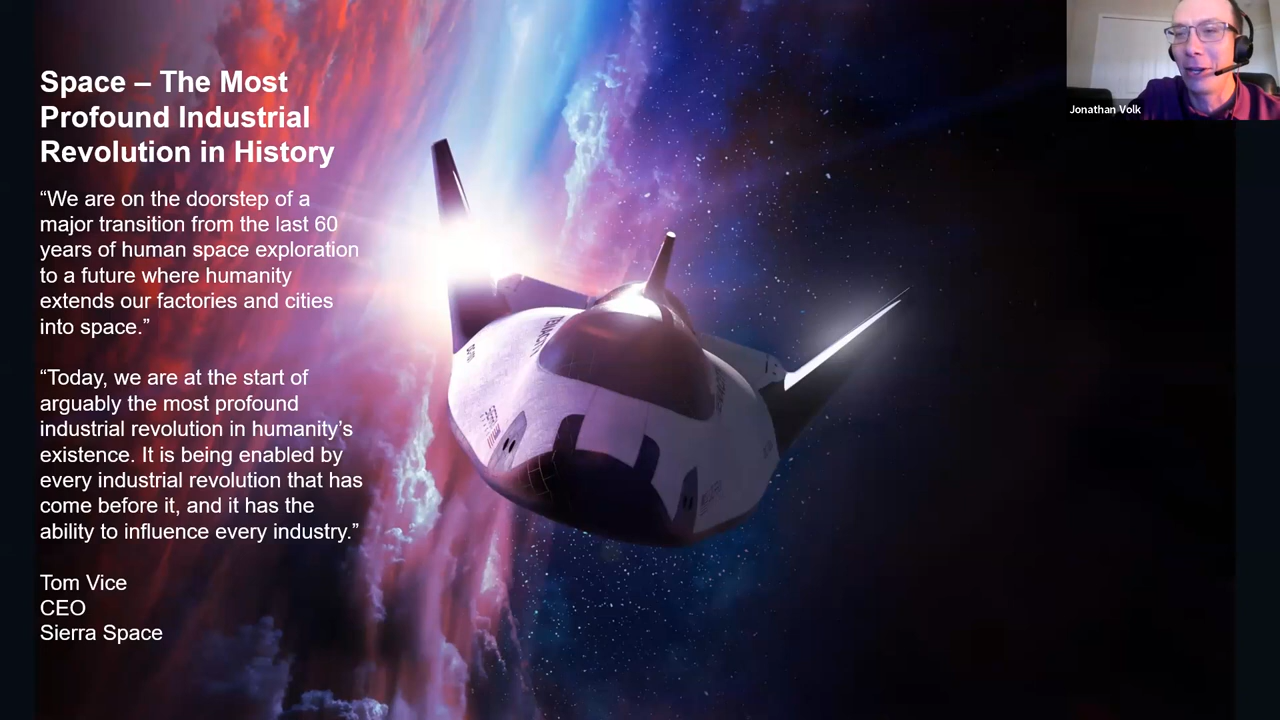 Space – The Most
Profound Industrial
Revolution in History
“We are on the doorstep of a
major transition from the last 60
years of human space exploration
to a future where humanity
extends our factories and cities
into space.”
“Today, we are at the start of
arguably the most profound
industrial revolution in humanity’s
existence. It is being enabled by
every industrial revolution that has
come before it, and it has the
ability to influence every industry.”
Tom Vice
CEO
Sierra Space
Jonathan Volk